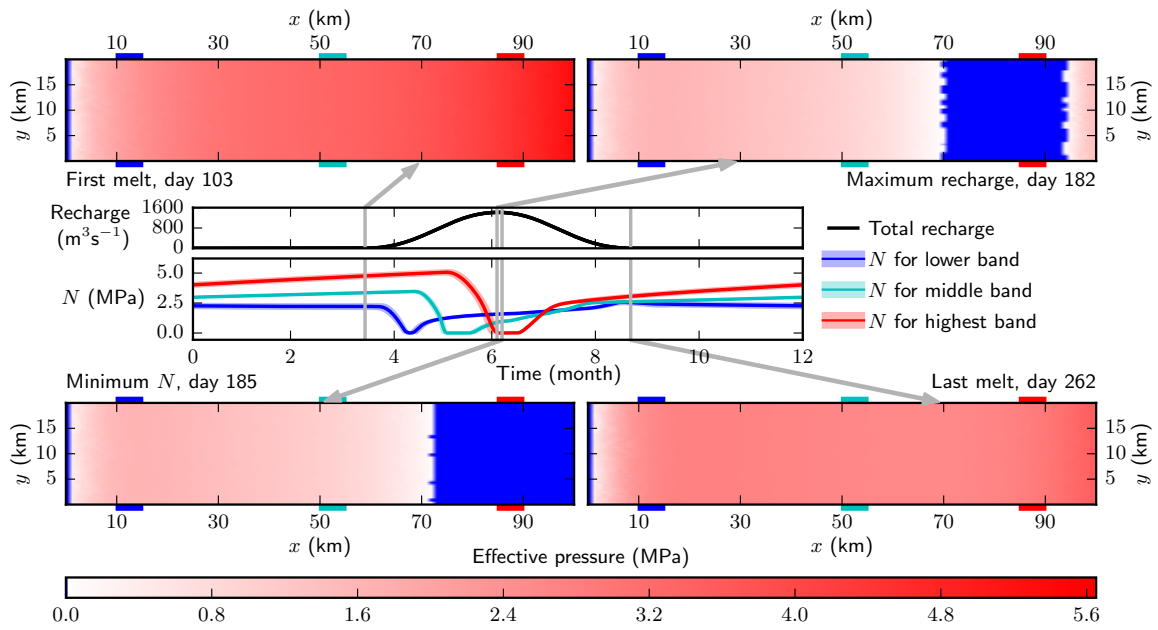 x (km)
x (km)
10 30 50 70 90
10 30 50 70 90
y (km)
15
10
5
15
10
5
y (km)
First melt, day 103
Maximum recharge, day 182
Recharge
(m³s⁻¹)
1600
800
0
Total recharge
N for lower band
N for middle band
N for highest band
N (MPa)
5.0
2.5
0.0
0 2 4 6 8 10 12
Time (month)
Minimum N, day 185
Last melt, day 262
y (km)
15
10
5
15
10
5
y (km)
10 30 50 70 90
10 30 50 70 90
x (km)
x (km)
Effective pressure (MPa)
0.0 0.8 1.6 2.4 3.2 4.0 4.8 5.6